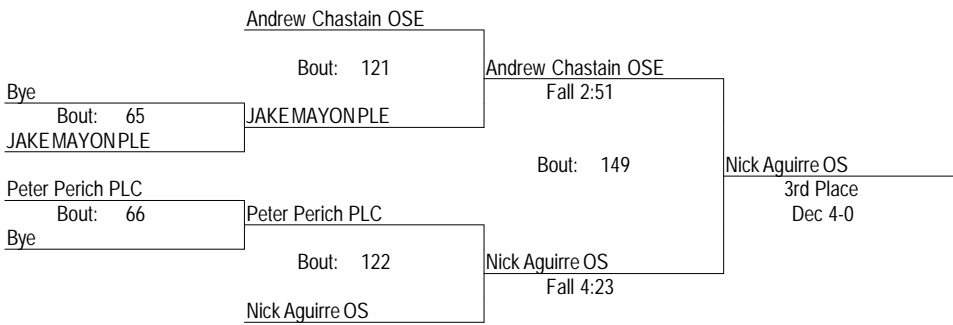 Andrew Chastain OSE
Bout: 121
Andrew Chastain OSE
Bye
Fall 2:51
Bout: 65
JAKE MAYON PLE
JAKE MAYON PLE
Bout: 149
Nick Aguirre OS
Peter Perich PLC
3rd Place
Bout: 66
Peter Perich PLC
Dec 4-0
Bye
Bout: 122
Nick Aguirre OS
Fall 4:23
Nick Aguirre OS